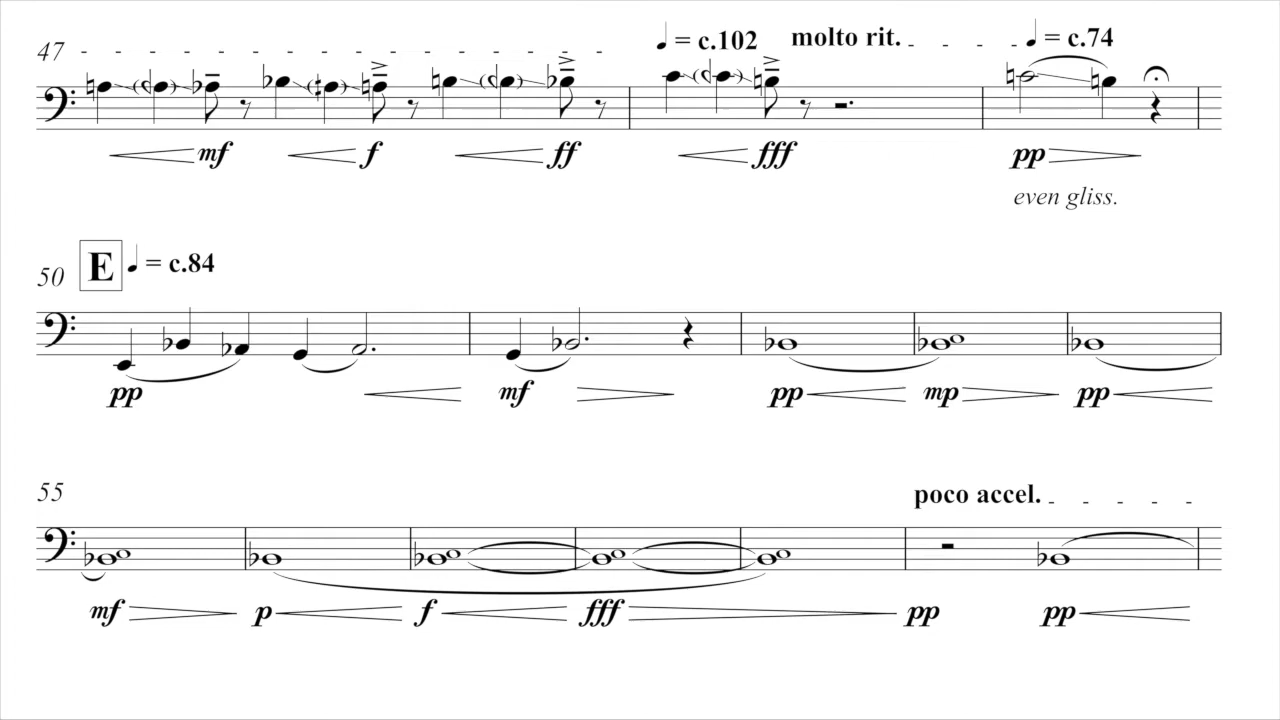 47
♩ = c.102 molto rit. ♩ = c.74
mf f ff fff pp
even gliss.
E ♩ = c.84
50
pp mf pp mp pp
55
poco accel.
mf p f fff pp pp